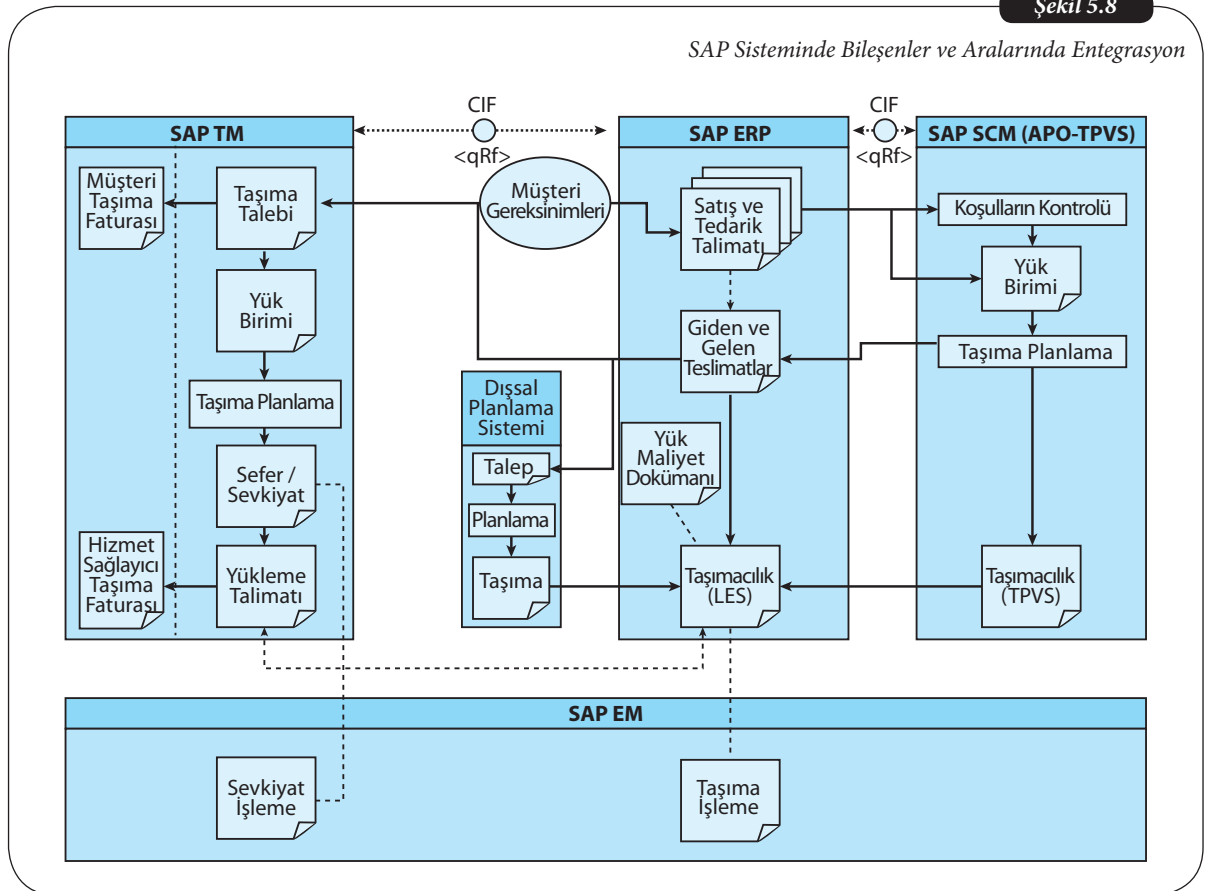 Şekil 5.8
SAP Sisteminde Bileşenler ve Aralarında Entegrasyon
CIF
<qRf>
CIF
<qRf>
SAP TM
Müşteri
Taşıma
Faturası
Taşıma
Talebi
Yük
Birimi
Taşıma Planlama
Sefer /
Sevkiyat
Hizmet
Sağlayıcı
Taşıma
Faturası
Yükleme
Talimatı
Müşteri
Gereksinimleri
Dışsal
Planlama
Sistemi
Talep
Planlama
Taşıma
SAP ERP
Satış ve
Tedarik
Talimatı
Giden ve
Gelen
Teslimatlar
Yük
Maliyet
Dokümanı
Taşımacılık
(LES)
SAP SCM (APO-TPVS)
Koşulların Kontrolü
Yük
Birimi
Taşıma Planlama
Taşımacılık
(TPVS)
SAP EM
Sevkiyat
İşleme
Taşıma
İşleme